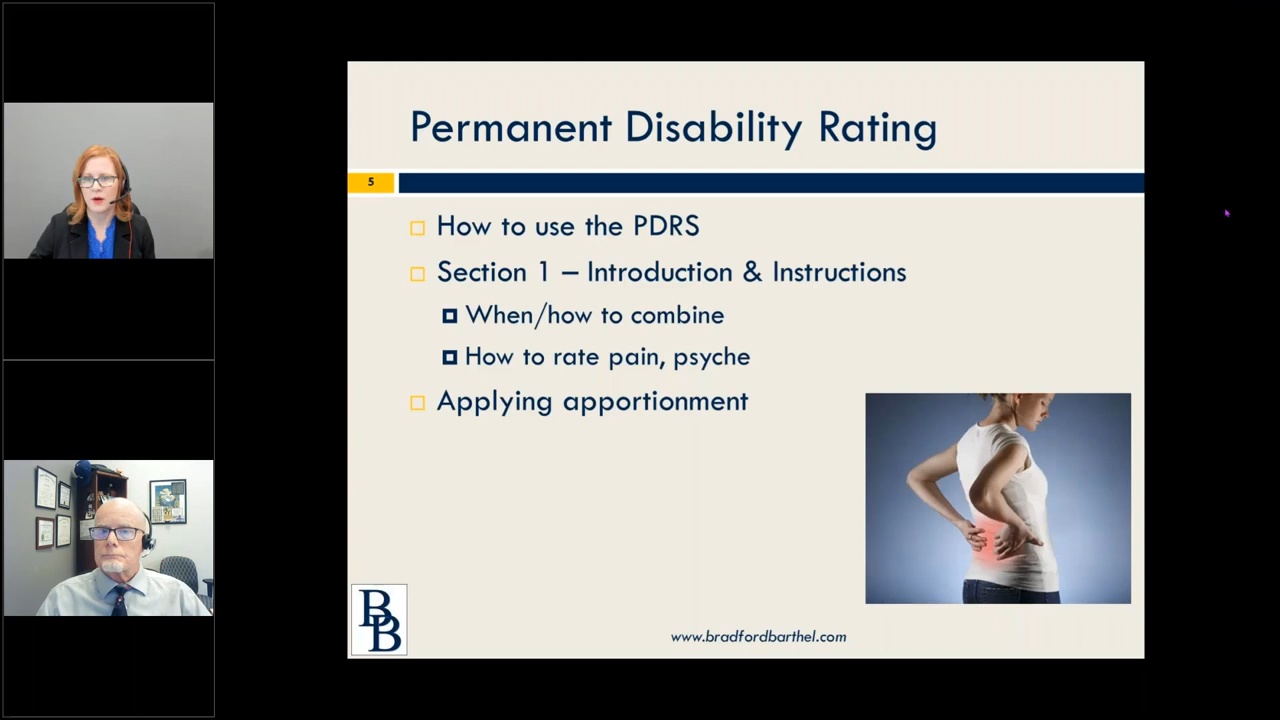 Permanent Disability Rating
5
How to use the PDRS
Section 1 – Introduction & Instructions
When/how to combine
How to rate pain, psyche
Applying apportionment
BB
www.bradfordbarthel.com